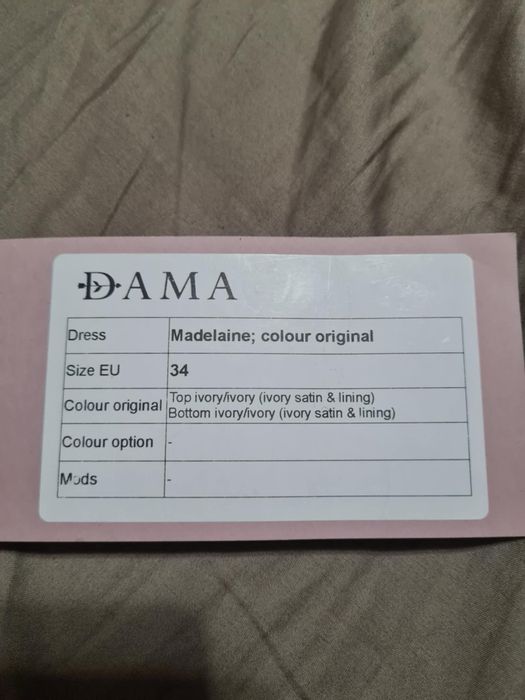 DAMA
Dress Madelaine; colour original
Size EU 34
Colour original Top ivory/ivory (ivory satin & lining)
Bottom ivory/ivory (ivory satin & lining)
Colour option -
Mods -